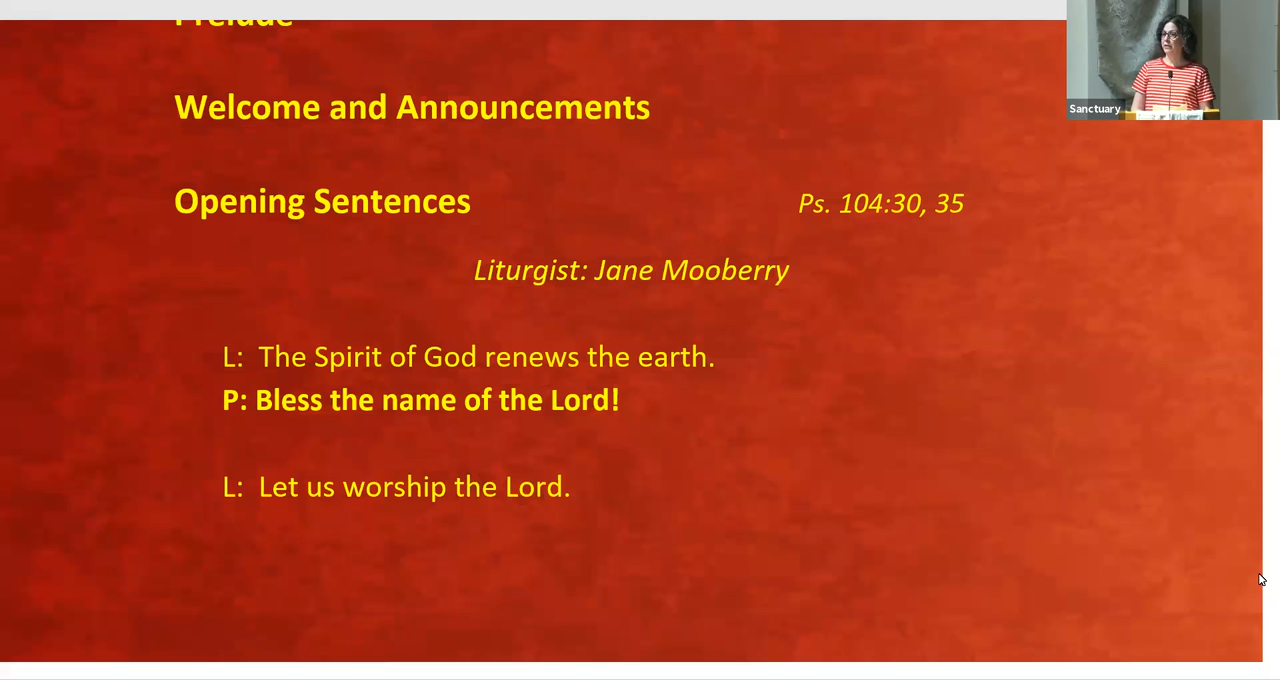 Prelude
Sanctuary
Welcome and Announcements
Opening Sentences Ps. 104:30, 35
Liturgist: Jane Mooberry
L: The Spirit of God renews the earth.
P: Bless the name of the Lord!
L: Let us worship the Lord.